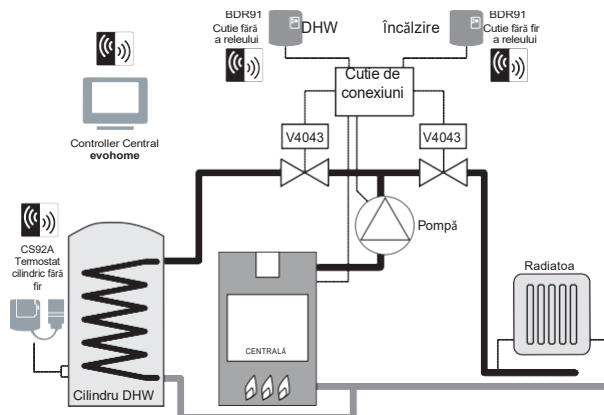 BDR91
Cutie fără
a releului
DHW
Încălzire
BDR91
Cutie fără fir
a releului
Cutie de
conexiuni
V4043
V4043
Controller Central
evohome
Pompă
CS92A
Termostat
cilindric fără
fir
Radiatoa
CENTRALĂ
Cilindru DHW